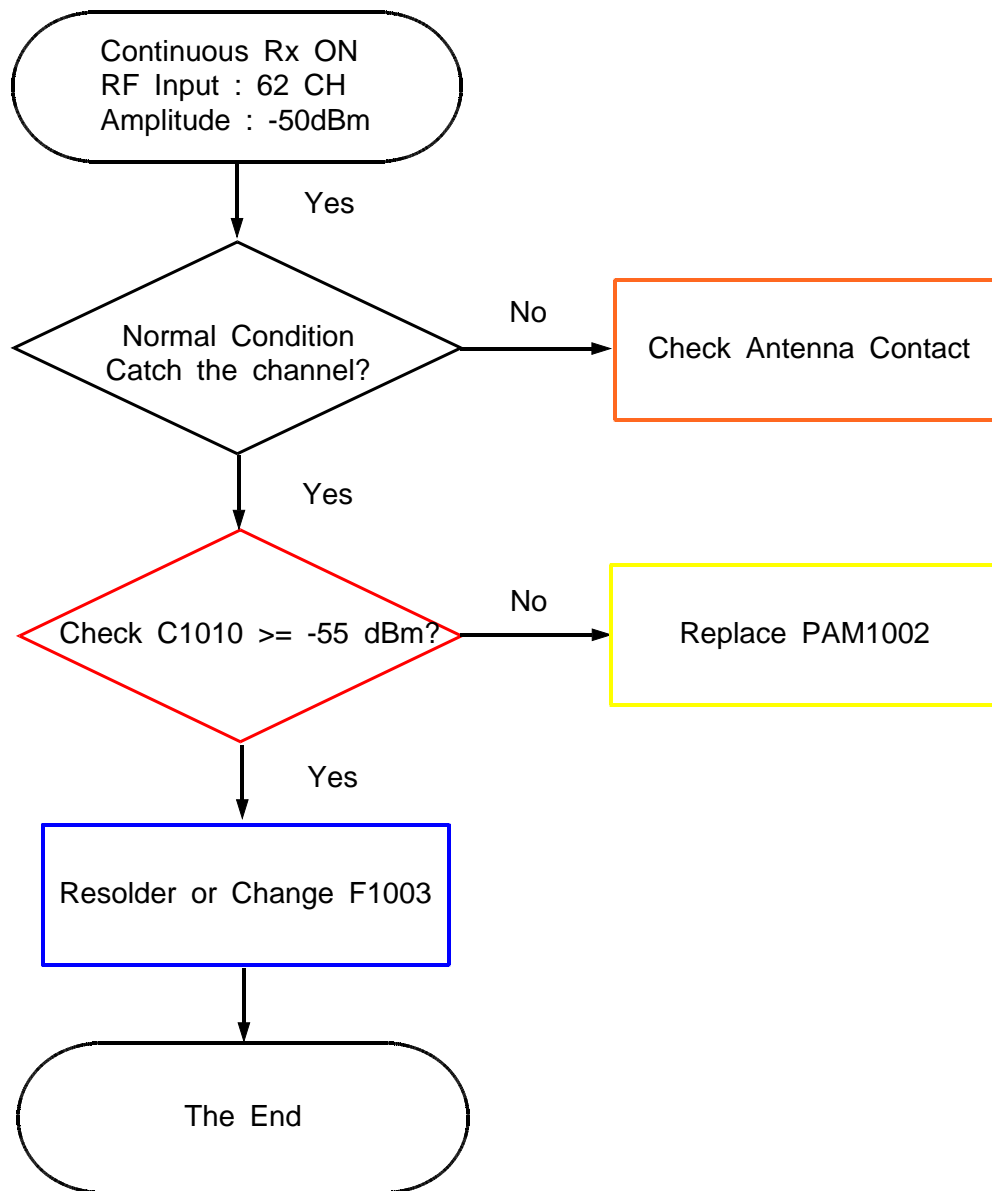 Continuous Rx ON
RF Input : 62 CH
Amplitude : -50dBm
Yes
Normal Condition
Catch the channel?
No
Check Antenna Contact
Yes
Check C1010 >= -55 dBm?
No
Replace PAM1002
Yes
Resolder or Change F1003
The End